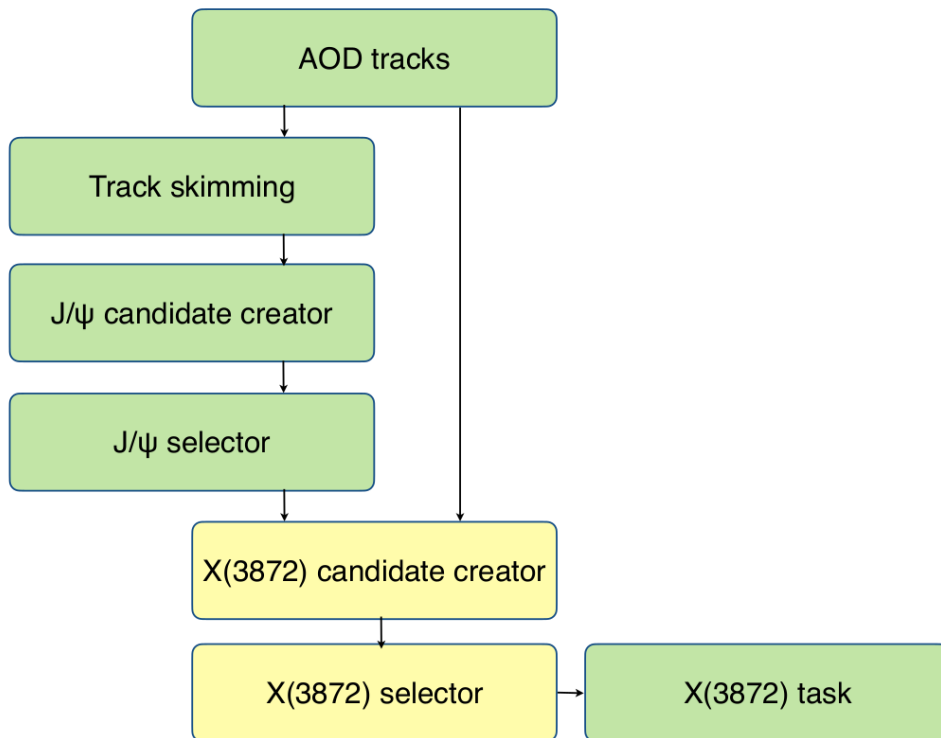 AOD tracks
Track skimming
J/ψ candidate creator
J/ψ selector
X(3872) candidate creator
X(3872) selector
X(3872) task